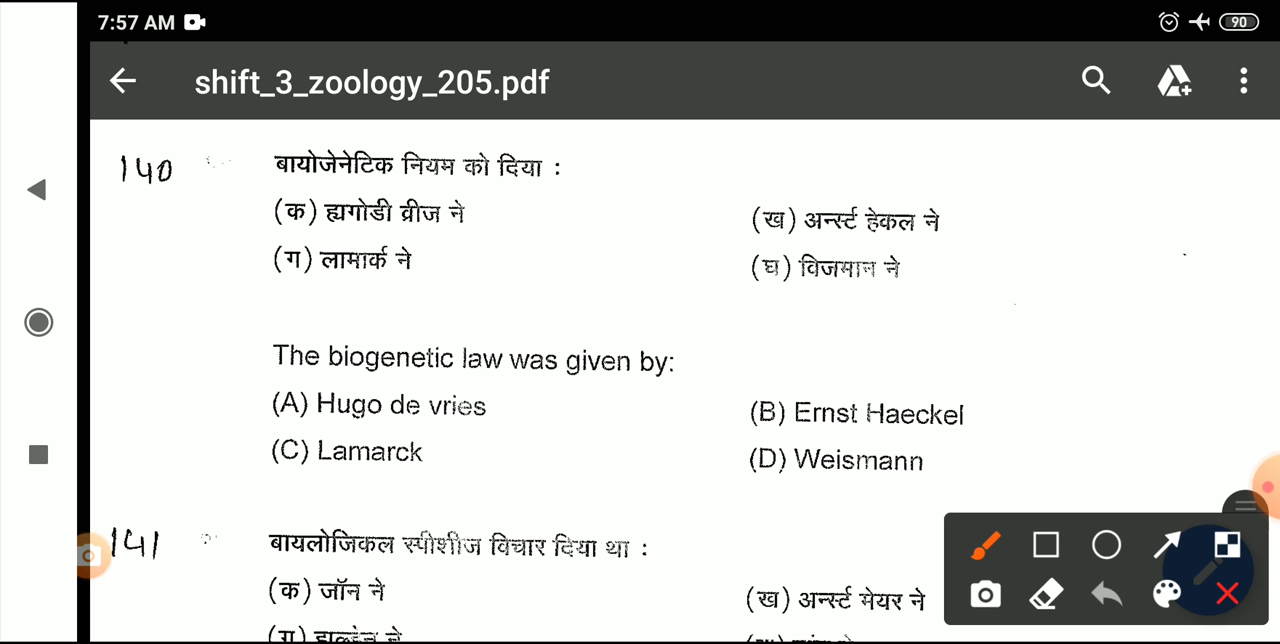 7:57 AM
90
shift_3_zoology_205.pdf
140 बायोजेनेटिक नियम को दिया :
(क) ह्यगोडी व्रीज ने (ख) अर्न्स्ट हेकल ने
(ग) लामार्क ने (घ) विजमान ने
The biogenetic law was given by:
(A) Hugo de vries (B) Ernst Haeckel
(C) Lamarck (D) Weismann
141 बायलोजिकल स्पीशीज विचार दिया था :
(क) जॉन ने (ख) अर्न्स्ट मेयर ने
(ग)